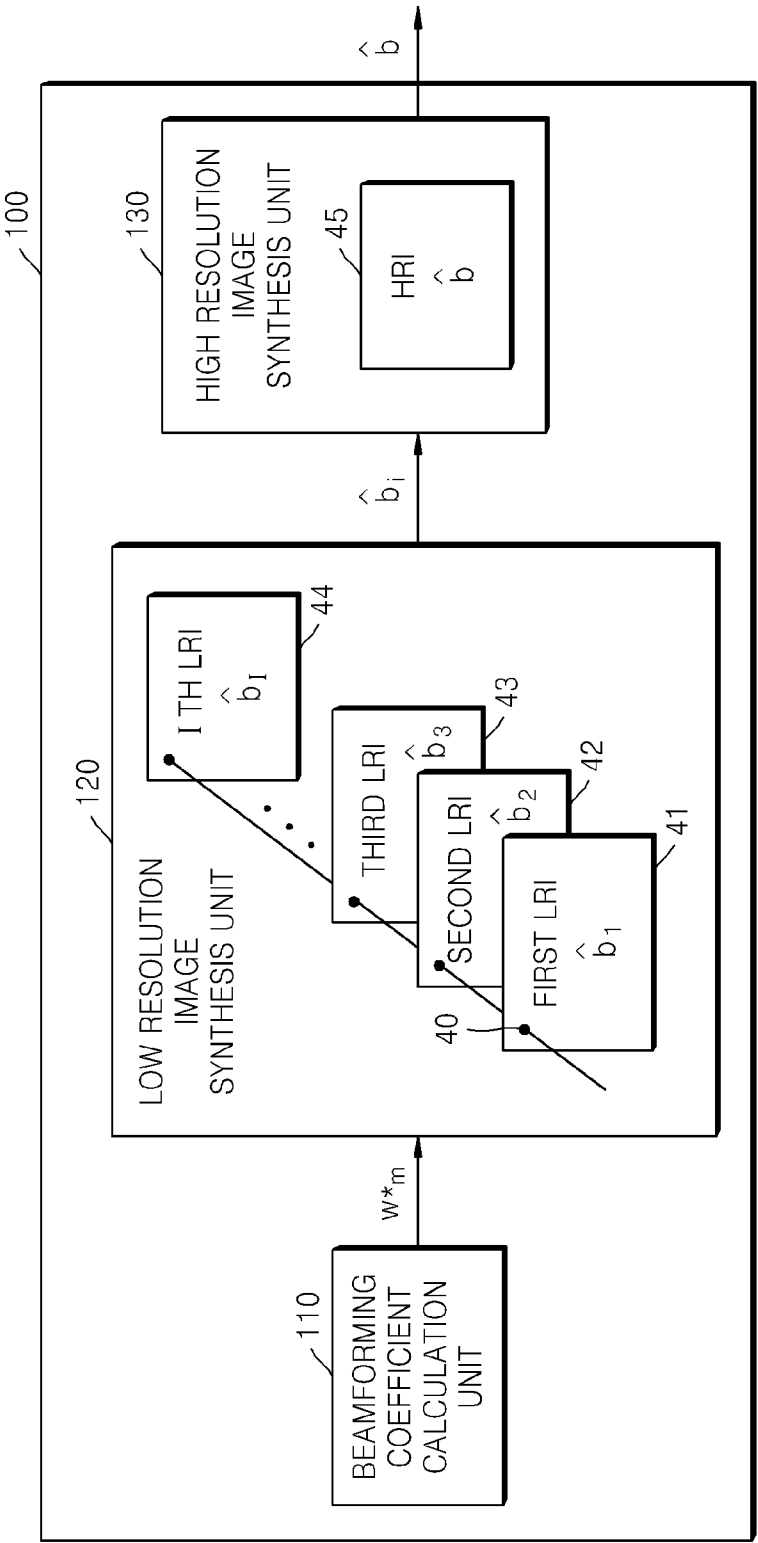 100
110
BEAMFORMING
COEFFICIENT
CALCULATION
UNIT
w*m
120
LOW RESOLUTION
IMAGE
SYNTHESIS UNIT
40
FIRST LRI
b̂1
41
SECOND LRI
b̂2
42
THIRD LRI
b̂3
43
I TH LRI
b̂I
44
b̂i
130
HIGH RESOLUTION
IMAGE
SYNTHESIS UNIT
45
HRI
b̂
b̂